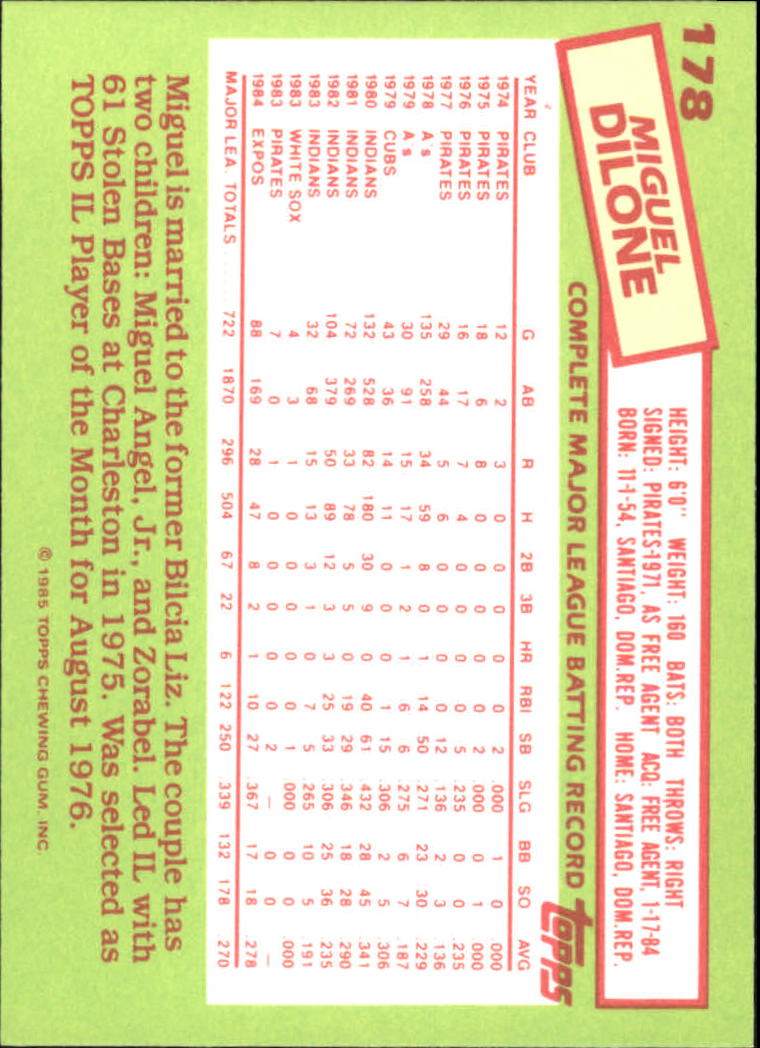 178
MIGUEL
DILONE
HEIGHT: 6'0" WEIGHT: 160 BATS: BOTH THROWS: RIGHT
SIGNED: PIRATES-1971, AS FREE AGENT ACQ: FREE AGENT, 1-17-84
BORN: 11-1-54, SANTIAGO, DOM.REP. HOME: SANTIAGO, DOM.REP.
COMPLETE MAJOR LEAGUE BATTING RECORD topps
YEAR CLUB G AB R H 2B 3B HR RBI SB SLG BB SO AVG
1974 PIRATES 12 2 3 0 0 0 0 0 2 .000 1 0 .000
1975 PIRATES 18 6 8 0 0 0 0 0 2 .000 0 1 .000
1976 PIRATES 16 17 7 4 0 0 0 0 5 .235 0 0 .235
1977 PIRATES 29 44 5 6 0 0 0 0 12 .136 2 3 .136
1978 A's 135 258 34 59 8 0 1 14 50 .271 23 30 .229
1979 A's 30 91 15 17 1 2 1 6 6 .275 6 7 .187
1979 CUBS 43 36 14 11 0 0 0 1 15 .306 2 5 .306
1980 INDIANS 132 528 82 180 30 9 0 40 61 .432 28 45 .341
1981 INDIANS 72 269 33 78 5 5 0 19 29 .346 18 28 .290
1982 INDIANS 104 379 50 89 12 3 3 25 33 .306 25 36 .235
1983 INDIANS 32 68 15 13 3 1 0 7 5 .265 10 5 .191
1983 WHITE SOX 4 3 1 0 0 0 0 0 1 .000 0 0 .000
1983 PIRATES 7 0 1 0 0 0 0 0 2 — 0 0 —
1984 EXPOS 88 169 28 47 8 2 1 10 27 .367 17 18 .278
MAJOR LEA. TOTALS 722 1870 296 504 67 22 6 122 250 .339 132 178 .270
Miguel is married to the former Bilcia Liz. The couple has
two children: Miguel Angel, Jr., and Zorabel. Led IL with
61 Stolen Bases at Charleston in 1975. Was selected as
TOPPS IL Player of the Month for August 1976.
© 1985 TOPPS CHEWING GUM, INC.